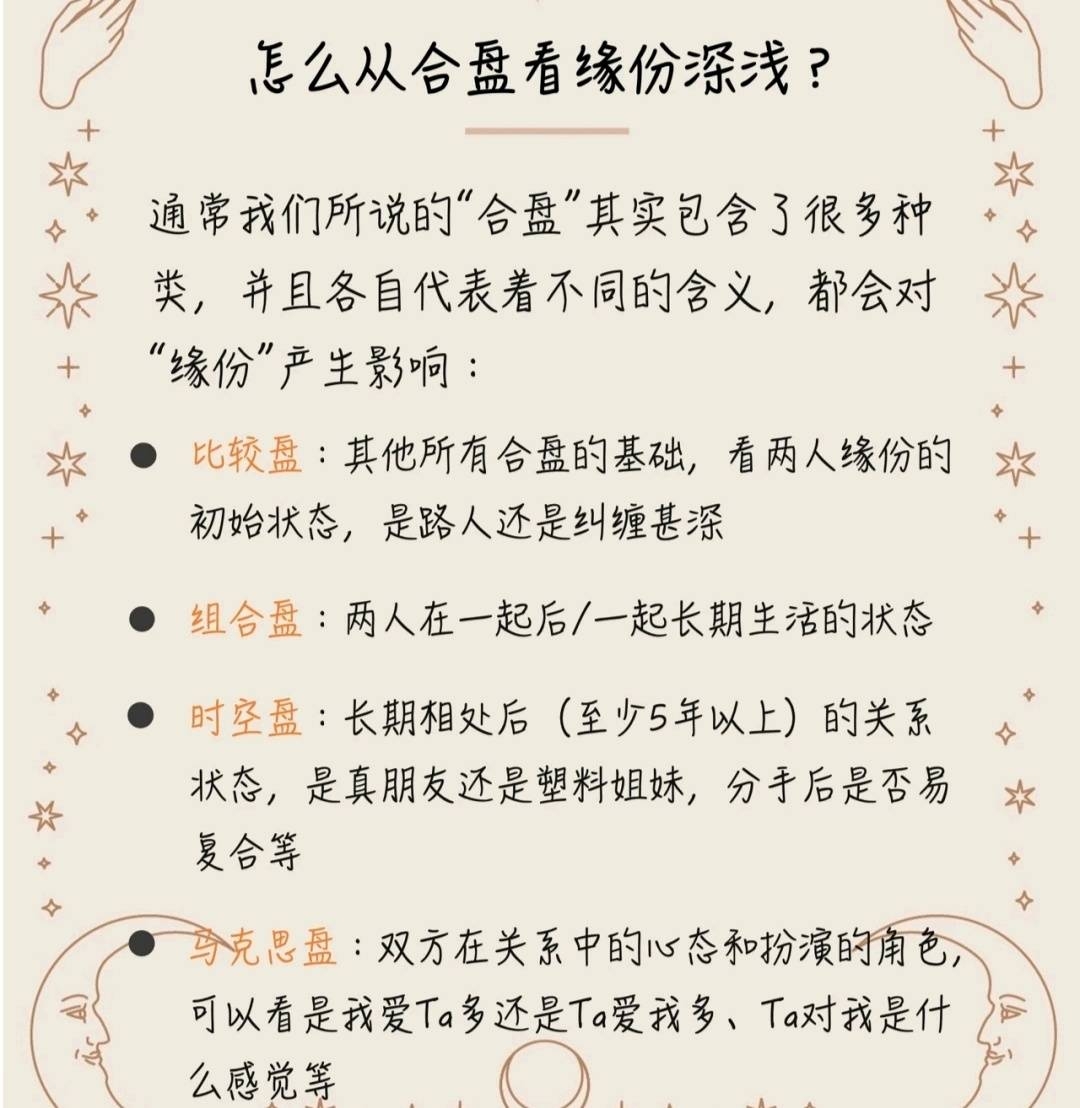 怎么从合盘看缘份深浅?
通常我们所说的“合盘”其实包含了很多种
类,并且各自代表着不同的含义,都会对
“缘份”产生影响:
● 比较盘:其他所有合盘的基础,看两人缘份的
初始状态,是路人还是纠缠甚深
● 组合盘:两人在一起后/一起长期生活的状态
● 时空盘:长期相处后(至少5年以上)的关系
状态,是真朋友还是塑料姐妹,分手后是否易
复合等
● 马克思盘:双方在关系中的心态和扮演的角色,
可以看是我爱Ta多还是Ta爱我多、Ta对我是什
么感觉等